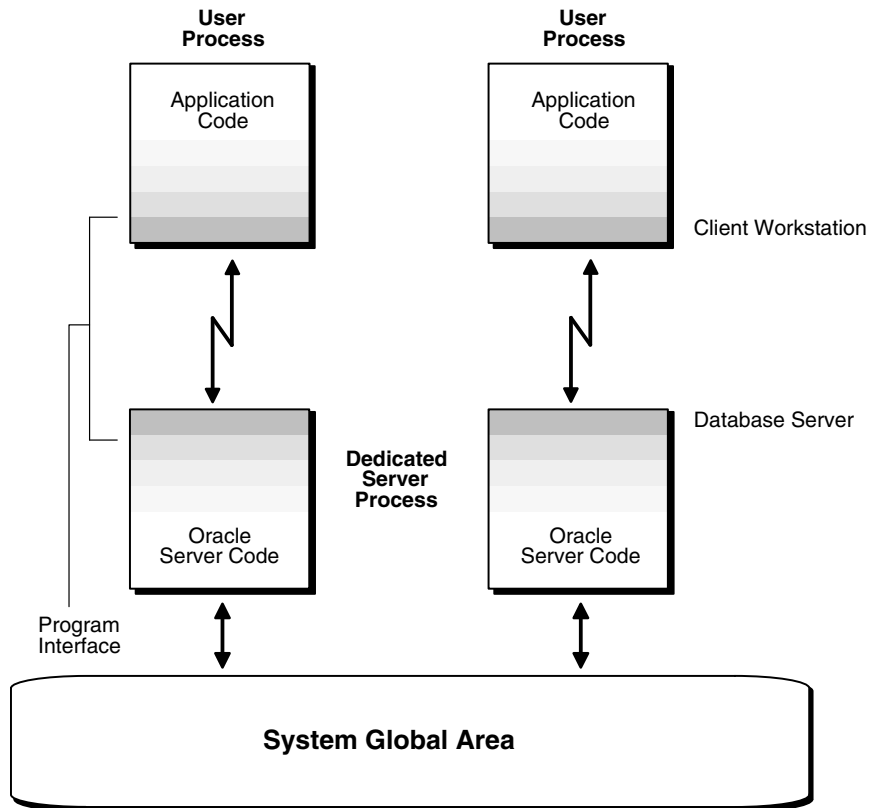 User
Process
User
Process
Application
Code
Application
Code
Client Workstation
Database Server
Dedicated
Server
Process
Oracle
Server Code
Oracle
Server Code
Program
Interface
System Global Area